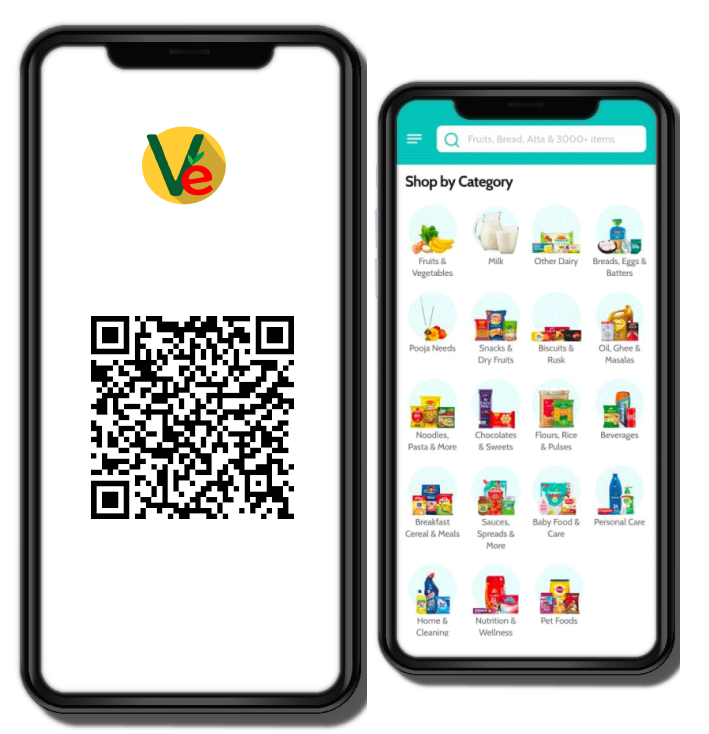 Ve
Fruits, Bread, Atta & 3000+ items
Shop by Category
Fruits &
Vegetables
Milk
Other Dairy
Breads, Eggs &
Batters
Pooja Needs
Snacks &
Dry Fruits
Biscuits &
Rusk
Oil, Ghee &
Masalas
Noodles,
Pasta & More
Chocolates
& Sweets
Flours, Rice
& Pulses
Beverages
Breakfast
Cereal & Meals
Sauces,
Spreads &
More
Baby Food &
Care
Personal Care
Home &
Cleaning
Nutrition &
Wellness
Pet Foods